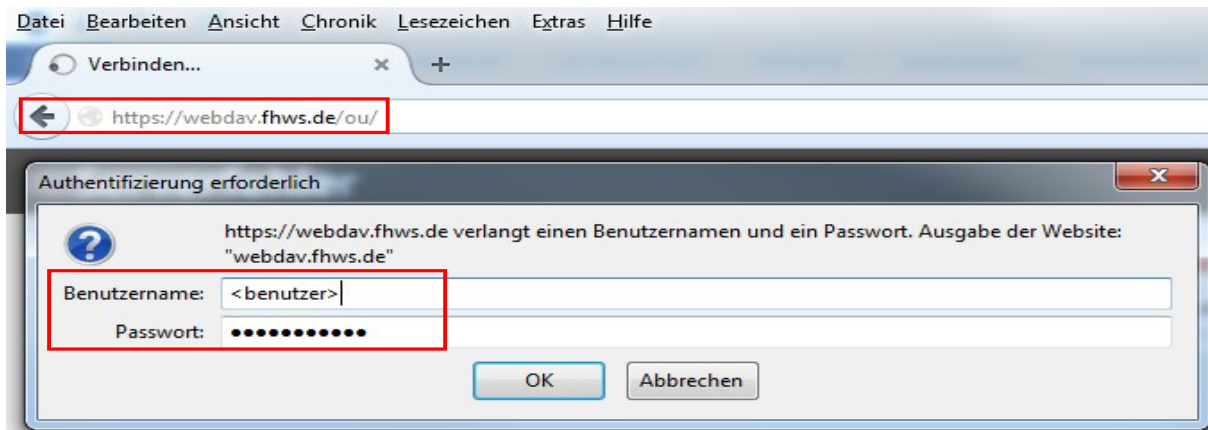 Datei Bearbeiten Ansicht Chronik Lesezeichen Extras Hilfe
Verbinden...
https://webdav.fhws.de/ou/
Authentifizierung erforderlich
https://webdav.fhws.de verlangt einen Benutzernamen und ein Passwort. Ausgabe der Website:
"webdav.fhws.de"
Benutzername: <benutzer>
Passwort: ●●●●●●●●●●●
OK Abbrechen